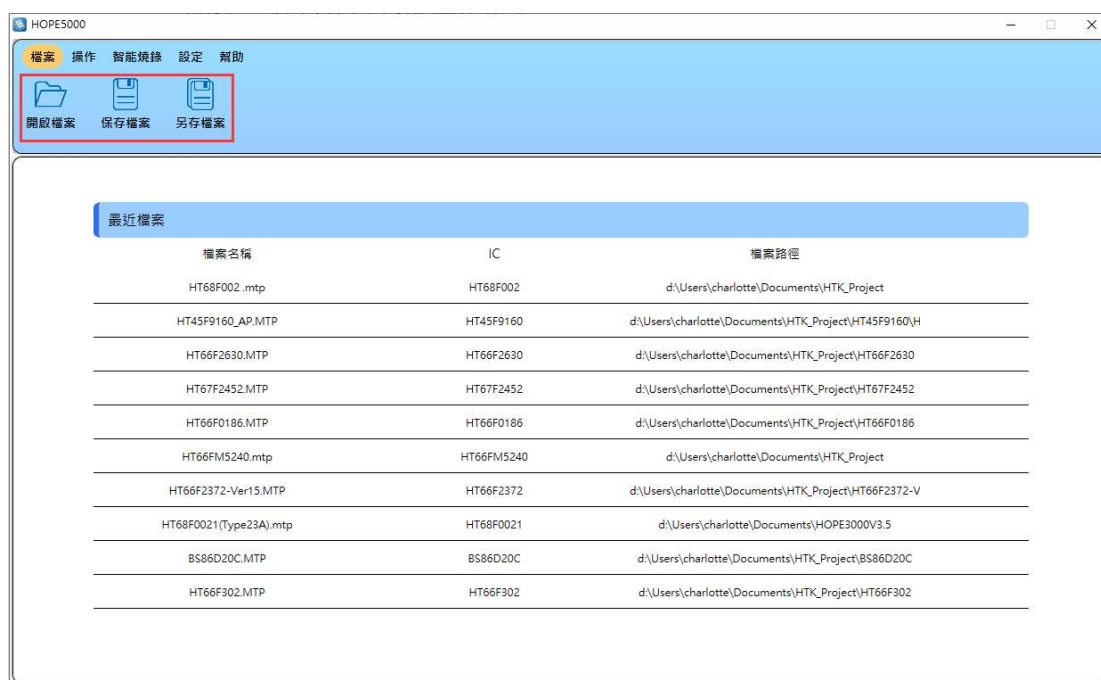 HOPE5000
檔案 操作 智能燒錄 設定 幫助
開啟檔案 保存檔案 另存檔案
最近檔案
檔案名稱 IC 檔案路徑
HT68F002 .mtp HT68F002 d:\Users\charlotte\Documents\HTK_Project
HT45F9160_AP.MTP HT45F9160 d:\Users\charlotte\Documents\HTK_Project\HT45F9160\H
HT66F2630.MTP HT66F2630 d:\Users\charlotte\Documents\HTK_Project\HT66F2630
HT67F2452.MTP HT67F2452 d:\Users\charlotte\Documents\HTK_Project\HT67F2452
HT66F0186.MTP HT66F0186 d:\Users\charlotte\Documents\HTK_Project\HT66F0186
HT66FM5240.mtp HT66FM5240 d:\Users\charlotte\Documents\HTK_Project
HT66F2372-Ver15.MTP HT66F2372 d:\Users\charlotte\Documents\HTK_Project\HT66F2372-V
HT68F0021(Type23A).mtp HT68F0021 d:\Users\charlotte\Documents\HOPE3000V3.5
BS86D20C.MTP BS86D20C d:\Users\charlotte\Documents\HTK_Project\BS86D20C
HT66F302.MTP HT66F302 d:\Users\charlotte\Documents\HTK_Project\HT66F302